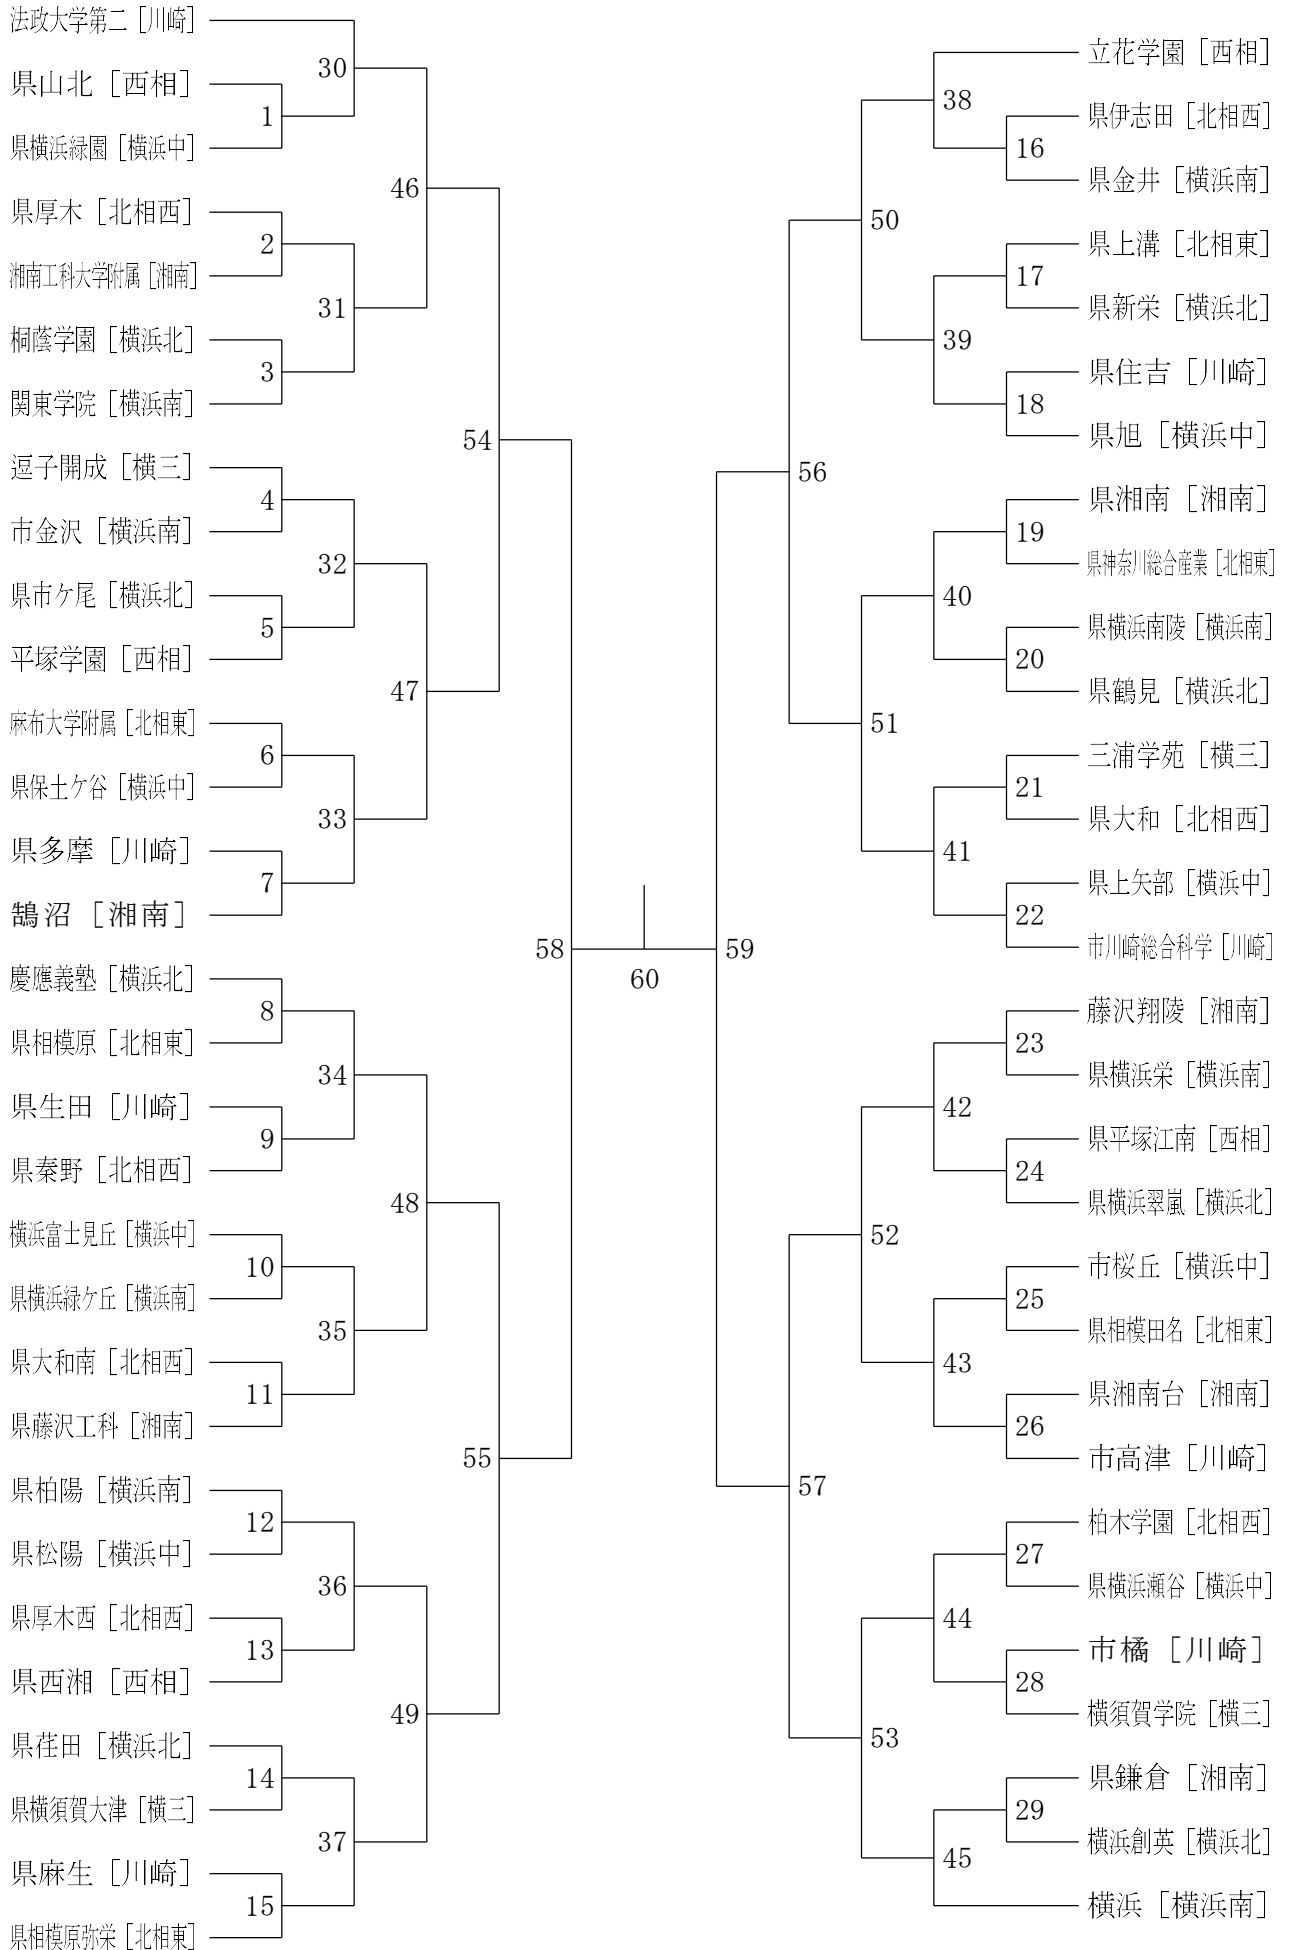 法政大学第二［川崎］
県山北［西相］
県横浜緑園［横浜中］
県厚木［北相西］
湘南工科大学附属［湘南］
桐蔭学園［横浜北］
関東学院［横浜南］
逗子開成［横三］
市金沢［横浜南］
県市ケ尾［横浜北］
平塚学園［西相］
麻布大学附属［北相東］
県保土ケ谷［横浜中］
県多摩［川崎］
鵠沼［湘南］
慶應義塾［横浜北］
県相模原［北相東］
県生田［川崎］
県秦野［北相西］
横浜富士見丘［横浜中］
県横浜緑ケ丘［横浜南］
県大和南［北相西］
県藤沢工科［湘南］
県柏陽［横浜南］
県松陽［横浜中］
県厚木西［北相西］
県西湘［西相］
県荏田［横浜北］
県横須賀大津［横三］
県麻生［川崎］
県相模原弥栄［北相東］
1
2
3
4
5
6
7
8
9
10
11
12
13
14
15
30
31
32
33
34
35
36
37
46
47
48
49
54
55
58
60
59
56
57
50
51
52
53
38
39
40
41
42
43
44
45
16
17
18
19
20
21
22
23
24
25
26
27
28
29
立花学園［西相］
県伊志田［北相西］
県金井［横浜南］
県上溝［北相東］
県新栄［横浜北］
県住吉［川崎］
県旭［横浜中］
県湘南［湘南］
県神奈川総合産業［北相東］
県横浜南陵［横浜南］
県鶴見［横浜北］
三浦学苑［横三］
県大和［北相西］
県上矢部［横浜中］
市川崎総合科学［川崎］
藤沢翔陵［湘南］
県横浜栄［横浜南］
県平塚江南［西相］
県横浜翠嵐［横浜北］
市桜丘［横浜中］
県相模田名［北相東］
県湘南台［湘南］
市高津［川崎］
柏木学園［北相西］
県横浜瀬谷［横浜中］
市橘［川崎］
横須賀学院［横三］
県鎌倉［湘南］
横浜創英［横浜北］
横浜［横浜南］